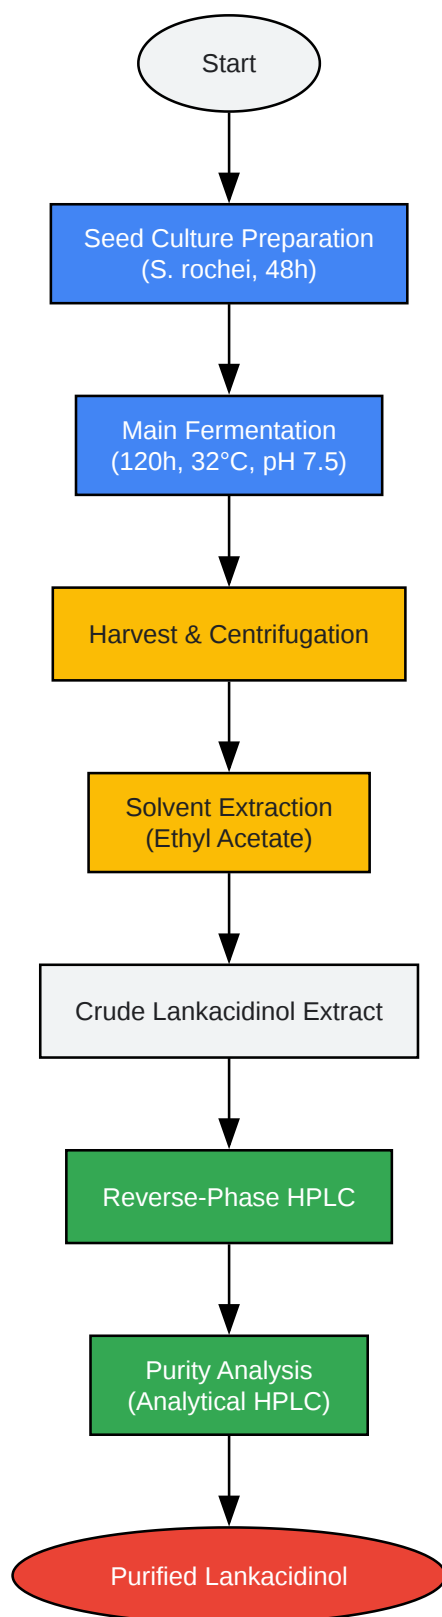 Start
Seed Culture Preparation
(S. rochei, 48h)
Main Fermentation
(120h, 32°C, pH 7.5)
Harvest & Centrifugation
Solvent Extraction
(Ethyl Acetate)
Crude Lankacidinol Extract
Reverse-Phase HPLC
Purity Analysis
(Analytical HPLC)
Purified Lankacidinol